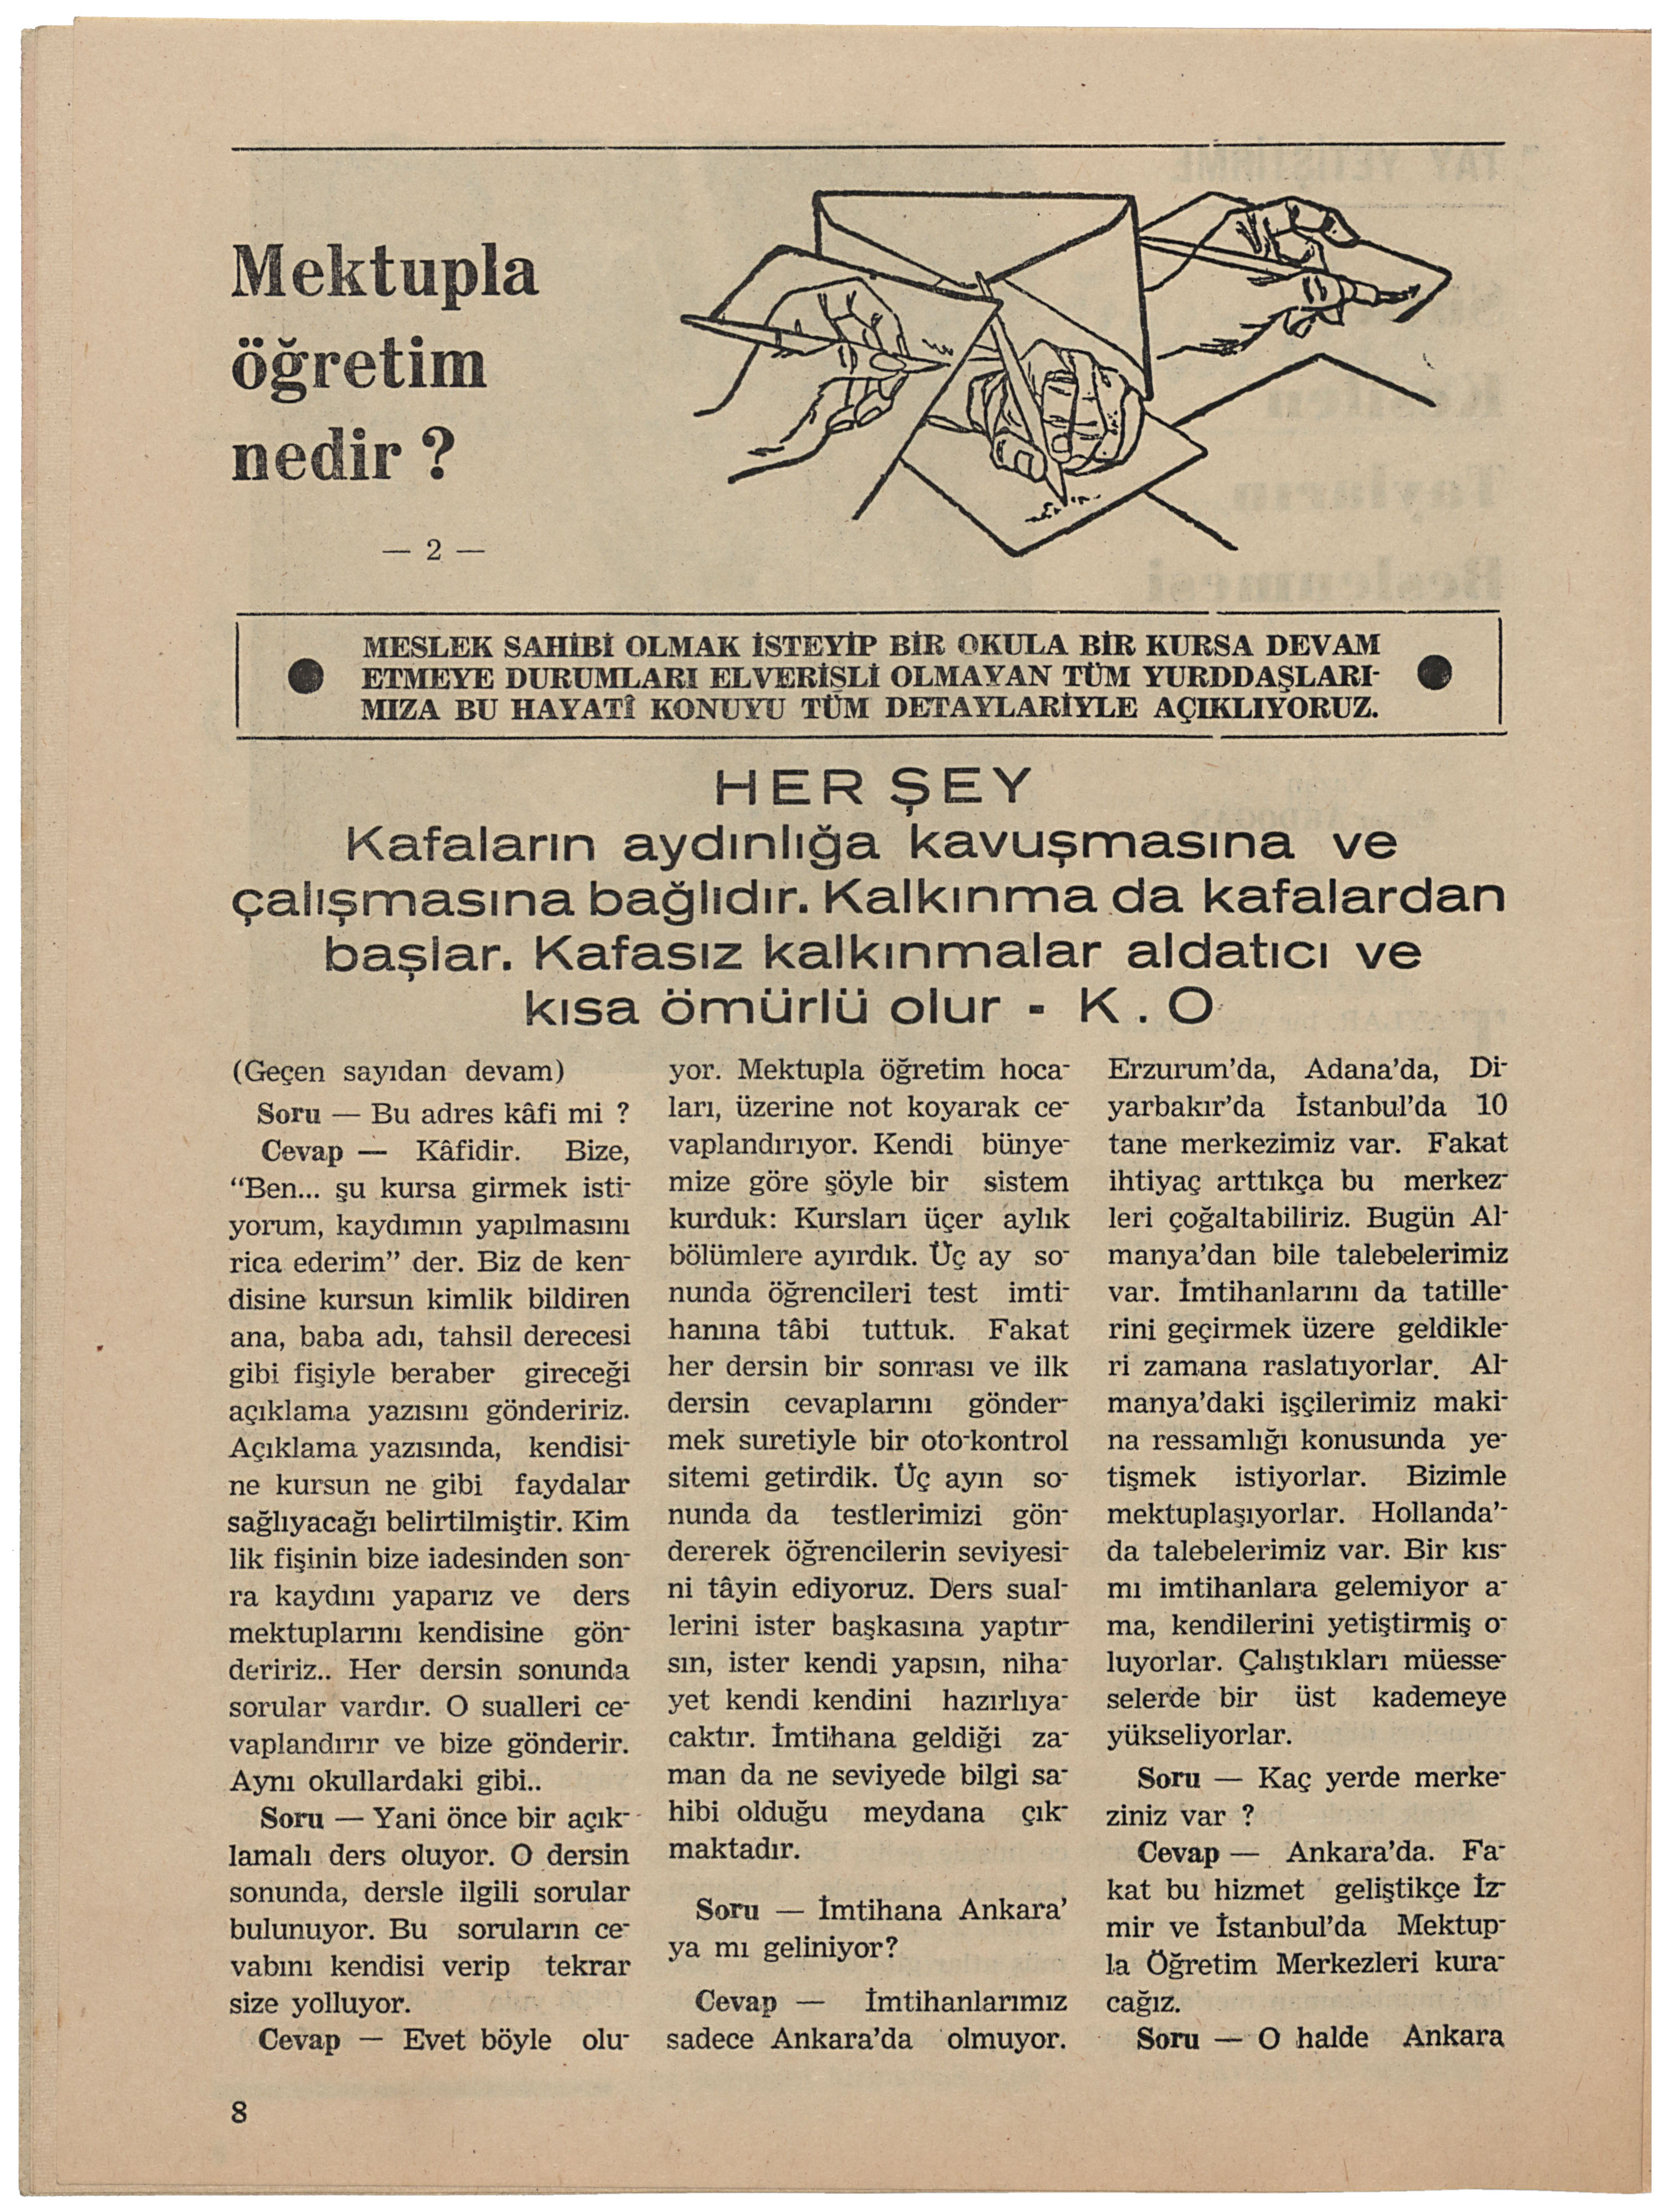 Mektupla
öğretim
nedir ?
— 2 —
MESLEK SAHİBİ OLMAK İSTEYİP BİR OKULA BİR KURSA DEVAM
ETMEYE DURUMLARI ELVERİŞLİ OLMAYAN TÜM YURDDAŞLARI-
MIZA BU HAYATÎ KONUYU TÜM DETAYLARİYLE AÇIKLIYORUZ.
HER ŞEY
Kafaların aydınlığa kavuşmasına ve
çalışmasına bağlıdır. Kalkınma da kafalardan
başlar. Kafasız kalkınmalar aldatıcı ve
kısa ömürlü olur - K . O
(Geçen sayıdan devam)
Soru — Bu adres kâfi mi ?
Cevap — Kâfidir. Bize,
“Ben... şu kursa girmek isti-
yorum, kaydımın yapılmasını
rica ederim” der. Biz de ken-
disine kursun kimlik bildiren
ana, baba adı, tahsil derecesi
gibi fişiyle beraber gireceği
açıklama yazısını göndeririz.
Açıklama yazısında, kendisi-
ne kursun ne gibi faydalar
sağlıyacağı belirtilmiştir. Kim
lik fişinin bize iadesinden son-
ra kaydını yaparız ve ders
mektuplarını kendisine gön-
deririz.. Her dersin sonunda
sorular vardır. O sualleri ce-
vaplandırır ve bize gönderir.
Aynı okullardaki gibi..
Soru — Yani önce bir açık-
lamalı ders oluyor. O dersin
sonunda, dersle ilgili sorular
bulunuyor. Bu soruların ce-
vabını kendisi verip tekrar
size yolluyor.
Cevap — Evet böyle olu-
yor. Mektupla öğretim hoca-
ları, üzerine not koyarak ce-
vaplandırıyor. Kendi bünye-
mize göre şöyle bir sistem
kurduk: Kursları üçer aylık
bölümlere ayırdık. Üç ay so-
nunda öğrencileri test imti-
hanına tâbi tuttuk. Fakat
her dersin bir sonrası ve ilk
dersin cevaplarını gönder-
mek suretiyle bir oto-kontrol
sitemi getirdik. Üç ayın so-
nunda da testlerimizi gön-
dererek öğrencilerin seviyesi-
ni tâyin ediyoruz. Ders sual-
lerini ister başkasına yaptır-
sın, ister kendi yapsın, niha-
yet kendi kendini hazırlıya-
caktır. İmtihana geldiği za-
man da ne seviyede bilgi sa-
hibi olduğu meydana çık-
maktadır.
Soru — İmtihana Ankara'
ya mı geliniyor?
Cevap — İmtihanlarımız
sadece Ankara'da olmuyor.
Erzurum'da, Adana'da, Di-
yarbakır'da İstanbul'da 10
tane merkezimiz var. Fakat
ihtiyaç arttıkça bu merkez-
leri çoğaltabiliriz. Bugün Al-
manya'dan bile talebelerimiz
var. İmtihanlarını da tatille-
rini geçirmek üzere geldikle-
ri zamana raslatıyorlar. Al-
manya'daki işçilerimiz maki-
na ressamlığı konusunda ye-
tişmek istiyorlar. Bizimle
mektuplaşıyorlar. Hollanda'-
da talebelerimiz var. Bir kıs-
mı imtihanlara gelemiyor a-
ma, kendilerini yetiştirmiş o-
luyorlar. Çalıştıkları müesse-
selerde bir üst kademeye
yükseliyorlar.
Soru — Kaç yerde merke-
ziniz var ?
Cevap — Ankara'da. Fa-
kat bu hizmet geliştikçe İz-
mir ve İstanbul'da Mektup-
la Öğretim Merkezleri kura-
cağız.
Soru — O halde Ankara
8